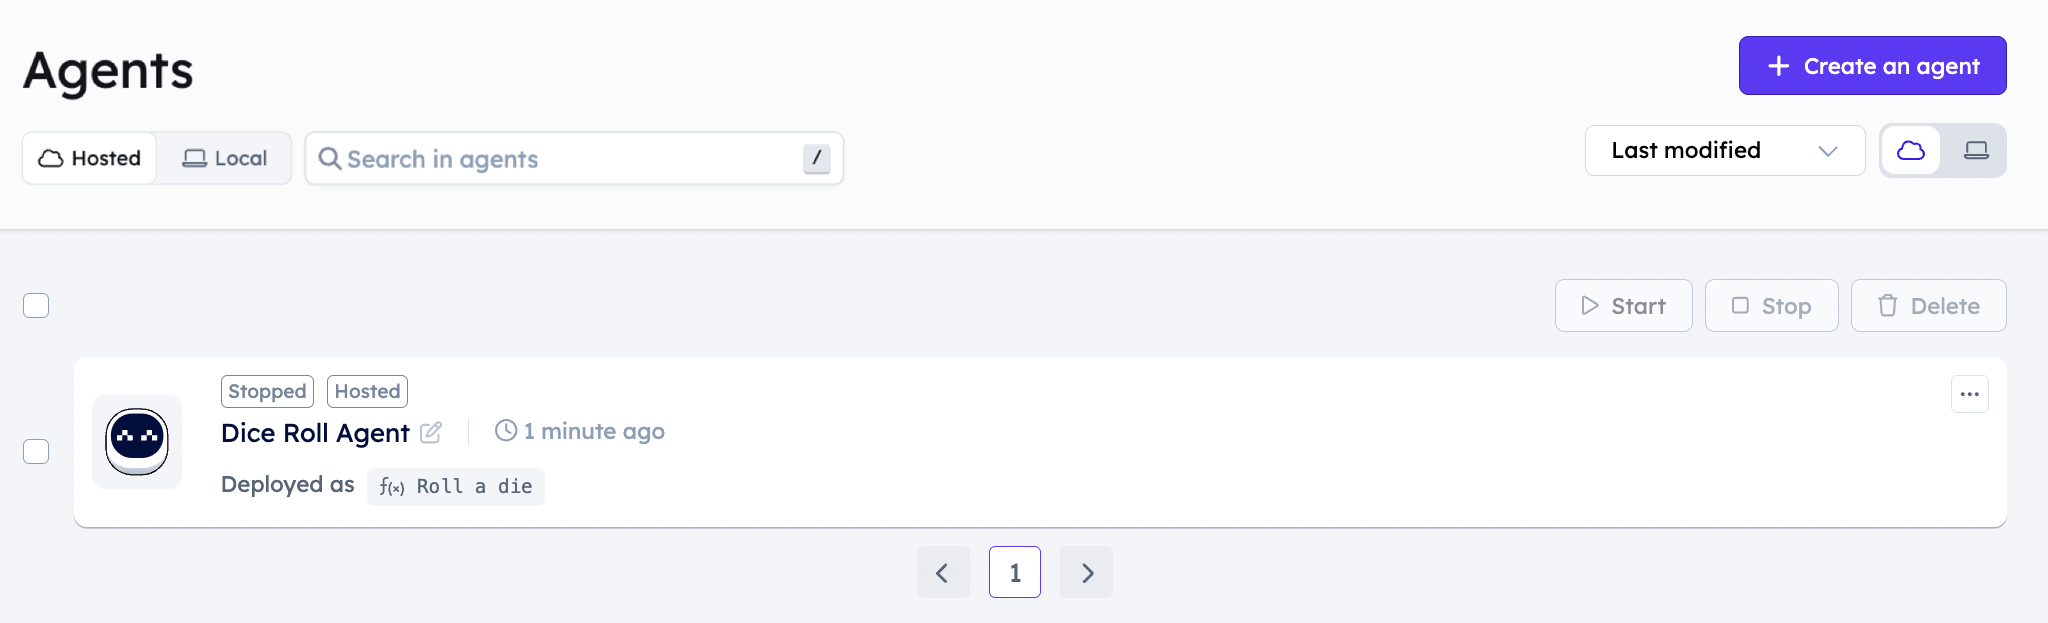 Agents
+ Create an agent
Hosted
Local
Search in agents
/
Last modified
Start
Stop
Delete
Stopped
Hosted
...
Dice Roll Agent
1 minute ago
Deployed as
f(x) Roll a die
1